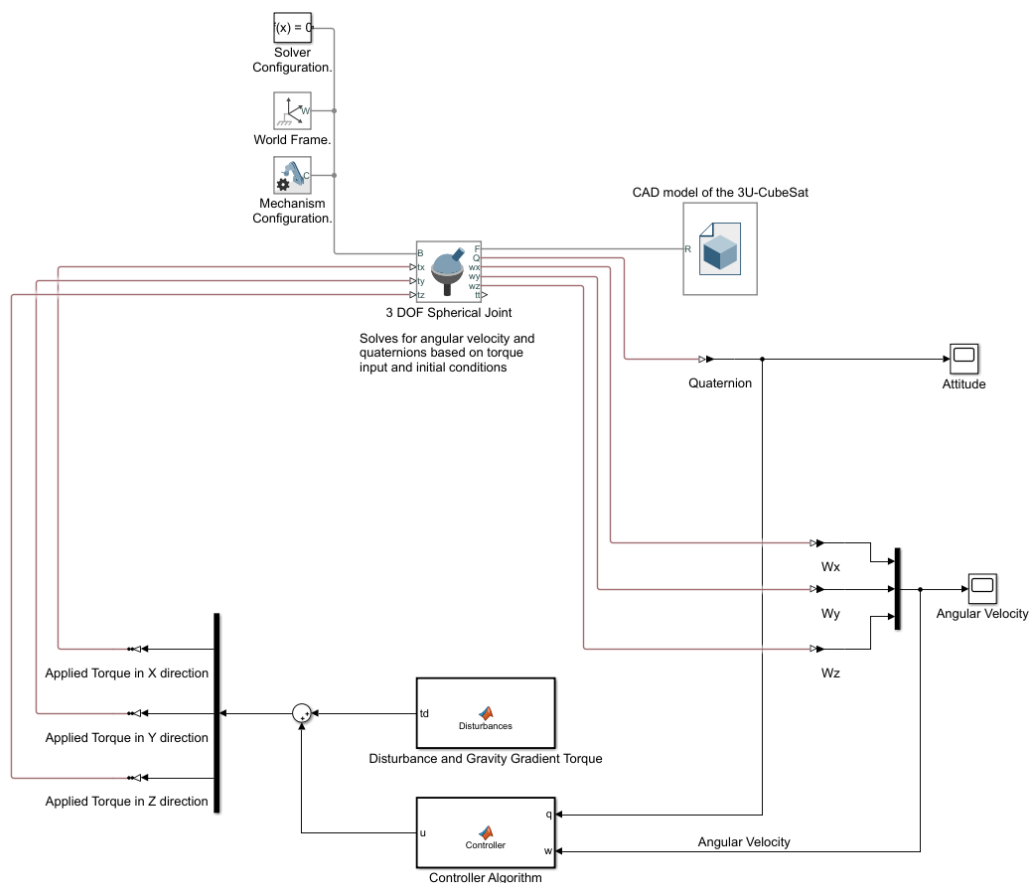 f(x) = 0
Solver
Configuration.
W
World Frame.
C
Mechanism
Configuration.
CAD model of the 3U-CubeSat
R
B
tx
ty
tz
F
Q
wx
wy
wz
tt
3 DOF Spherical Joint
Solves for angular velocity and
quaternions based on torque
input and initial conditions
Quaternion
Attitude
Wx
Wy
Wz
Angular Velocity
Applied Torque in X direction
Applied Torque in Y direction
Applied Torque in Z direction
+
+
td
Disturbances
Disturbance and Gravity Gradient Torque
u
Controller
q
w
Angular Velocity
Controller Algorithm